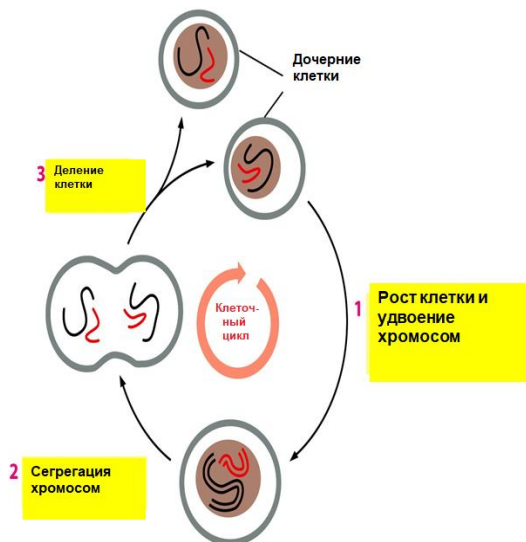 Дочерние
клетки
3
Деление
клетки
Клеточ-
ный
цикл
1
Рост клетки и
удвоение
хромосом
2
Сегрегация
хромосом